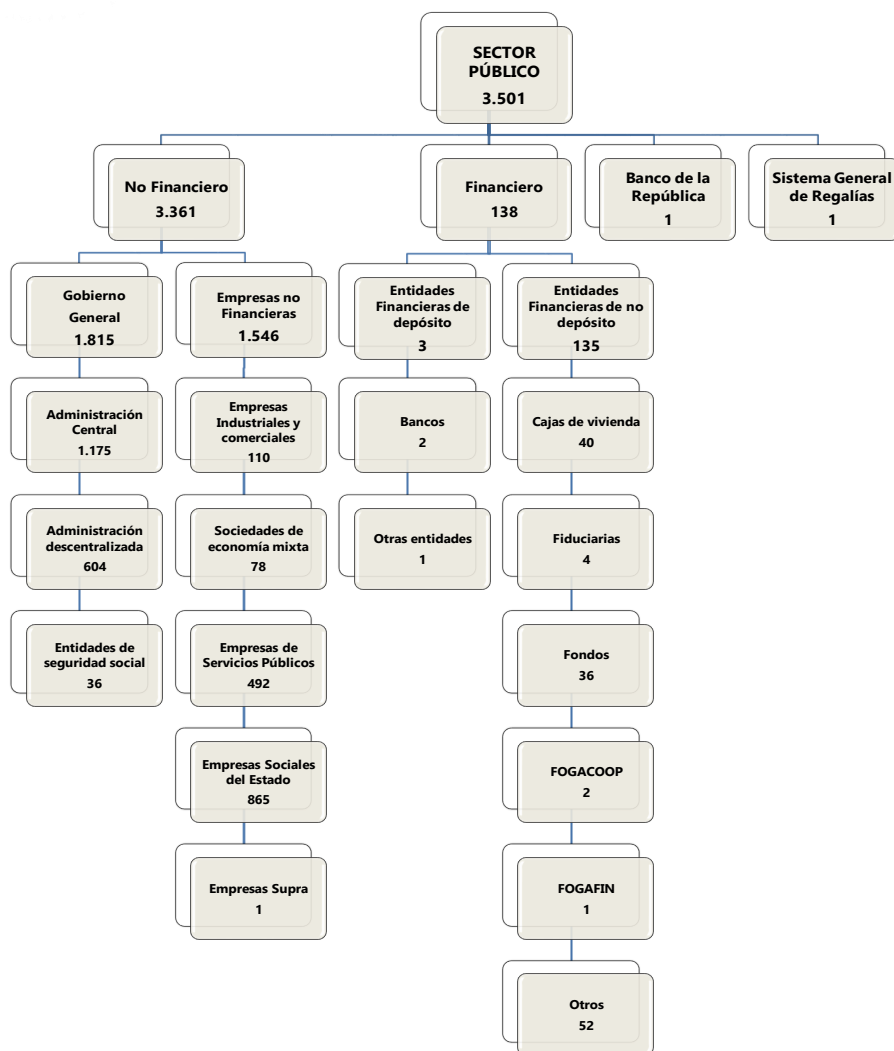 SECTOR
PÚBLICO
3.501
No Financiero
3.361
Financiero
138
Banco de la
República
1
Sistema General
de Regalías
1
Gobierno
General
1.815
Empresas no
Financieras
1.546
Entidades
Financieras de
depósito
3
Entidades
Financieras de no
depósito
135
Administración
Central
1.175
Empresas
Industriales y
comerciales
110
Bancos
2
Cajas de vivienda
40
Administración
descentralizada
604
Sociedades de
economía mixta
78
Otras entidades
1
Fiduciarias
4
Entidades de
seguridad social
36
Empresas de
Servicios Públicos
492
Fondos
36
Empresas Sociales
del Estado
865
FOGACOOP
2
Empresas Supra
1
FOGAFIN
1
Otros
52